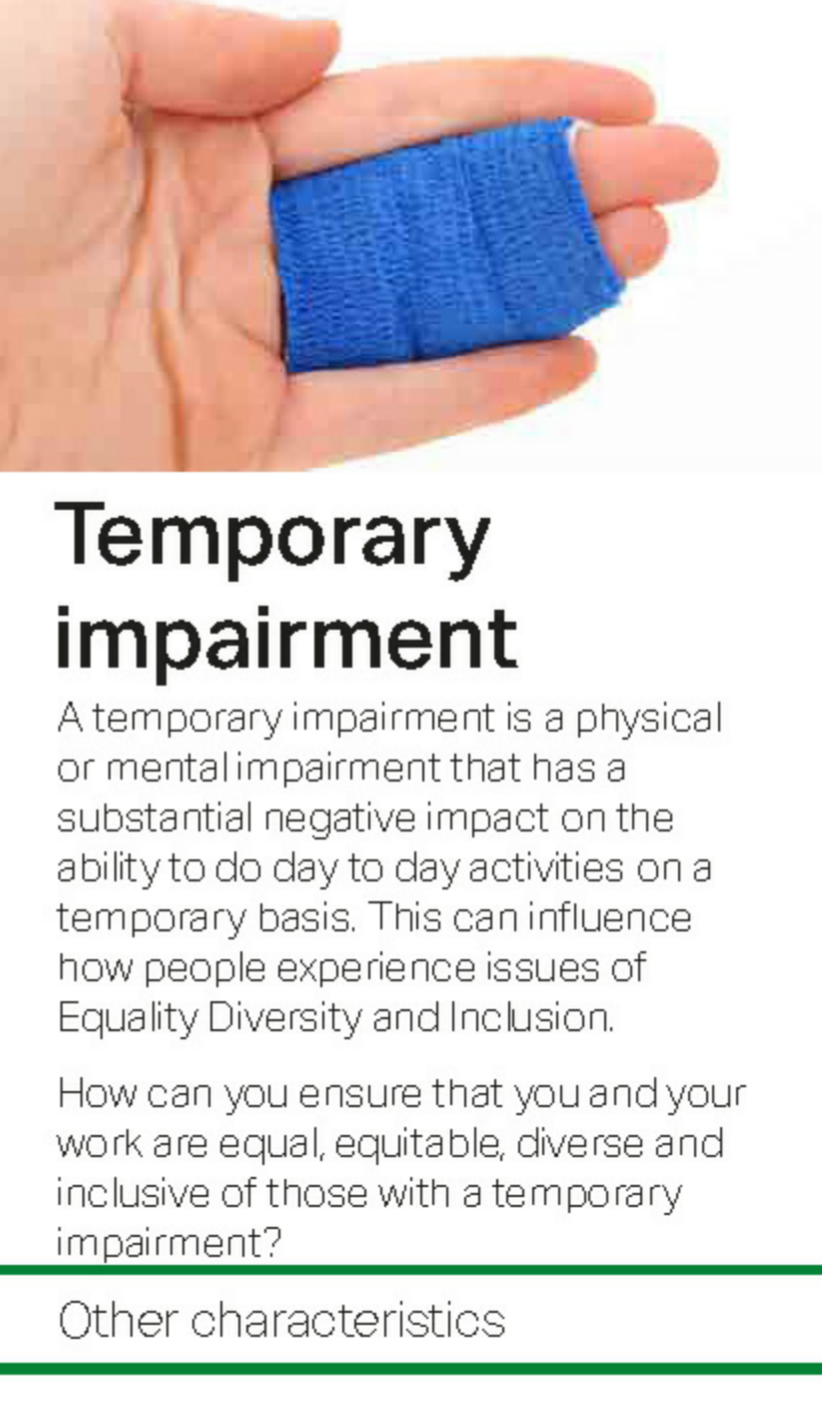 Temporary
impairment
A temporary impairment is a physical
or mental impairment that has a
substantial negative impact on the
ability to do day to day activities on a
temporary basis. This can influence
how people experience issues of
Equality Diversity and Inclusion.
How can you ensure that you and your
work are equal, equitable, diverse and
inclusive of those with a temporary
impairment?
Other characteristics